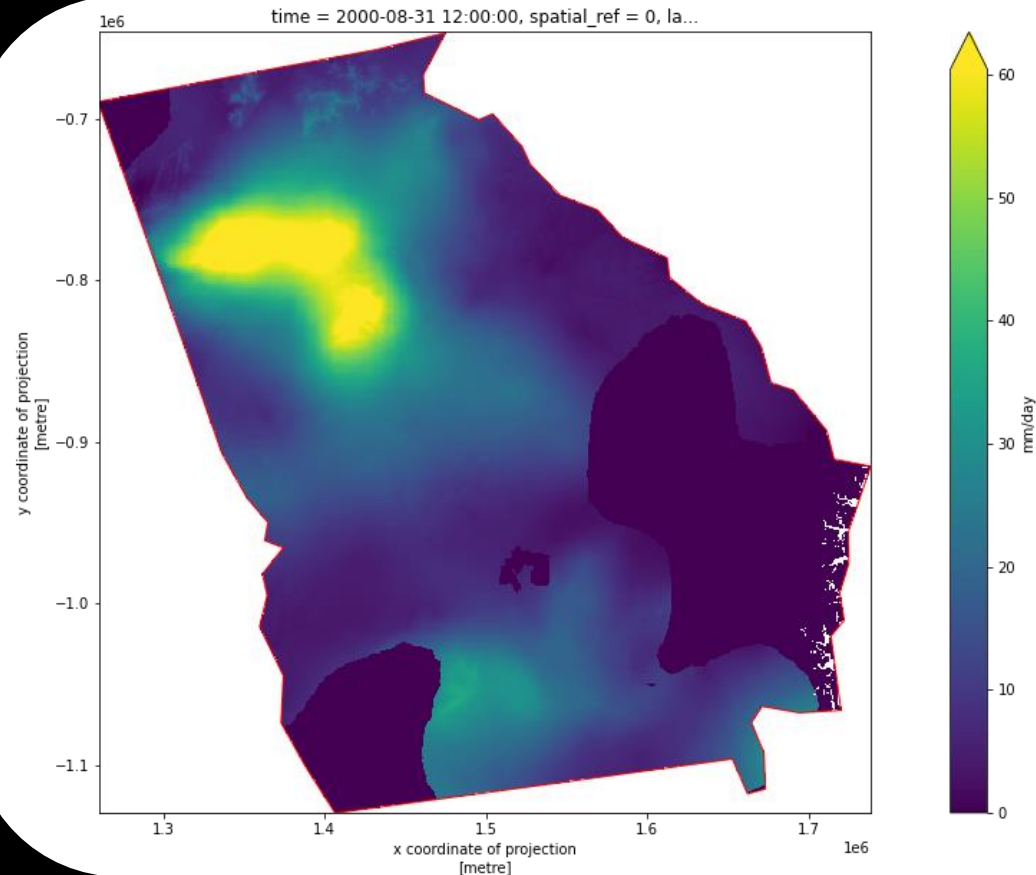 time = 2000-08-31 12:00:00, spatial_ref = 0, la...
1e6
−0.7
−0.8
−0.9
−1.0
−1.1
y coordinate of projection
[metre]
1.3
1.4
1.5
1.6
1.7
1e6
x coordinate of projection
[metre]
60
50
40
30
20
10
0
mm/day